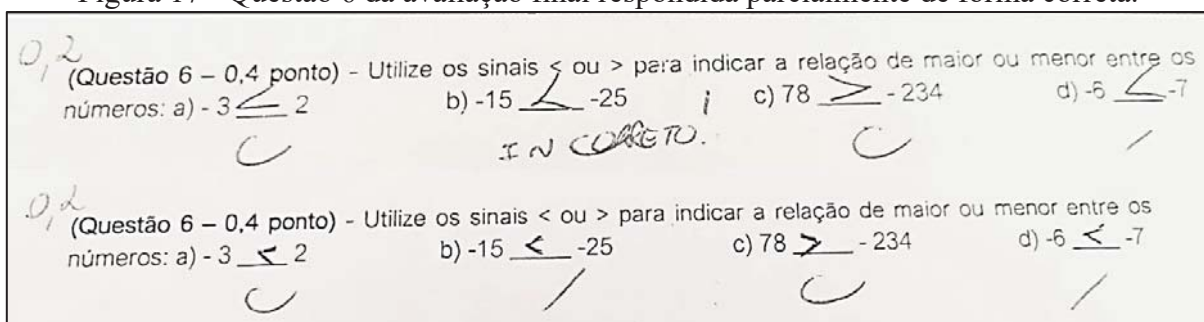 Figura 17 – Questão 6 da avaliação final respondida parcialmente de forma correta.
0,2
(Questão 6 – 0,4 ponto) - Utilize os sinais < ou > para indicar a relação de maior ou menor entre os
números: a) - 3 < 2 b) -15 < -25 c) 78 > - 234 d) -6 < -7
C INCORRETO. C /
0,2
(Questão 6 – 0,4 ponto) - Utilize os sinais < ou > para indicar a relação de maior ou menor entre os
números: a) - 3 < 2 b) -15 < -25 c) 78 > - 234 d) -6 < -7
C / C /